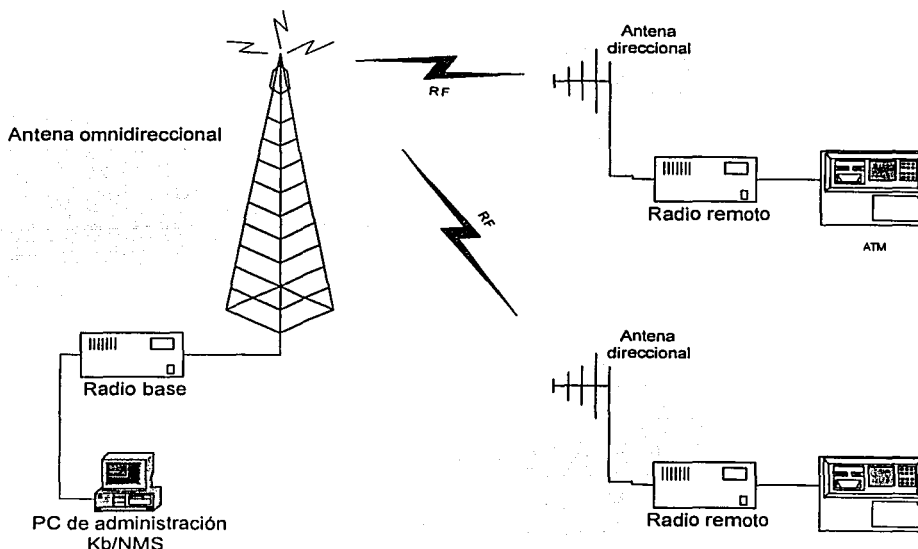 Antena omnidireccional
RF
RF
Antena
direccional
Radio remoto
ATM
Radio base
PC de administración
Kb/NMS
Antena
direccional
Radio remoto